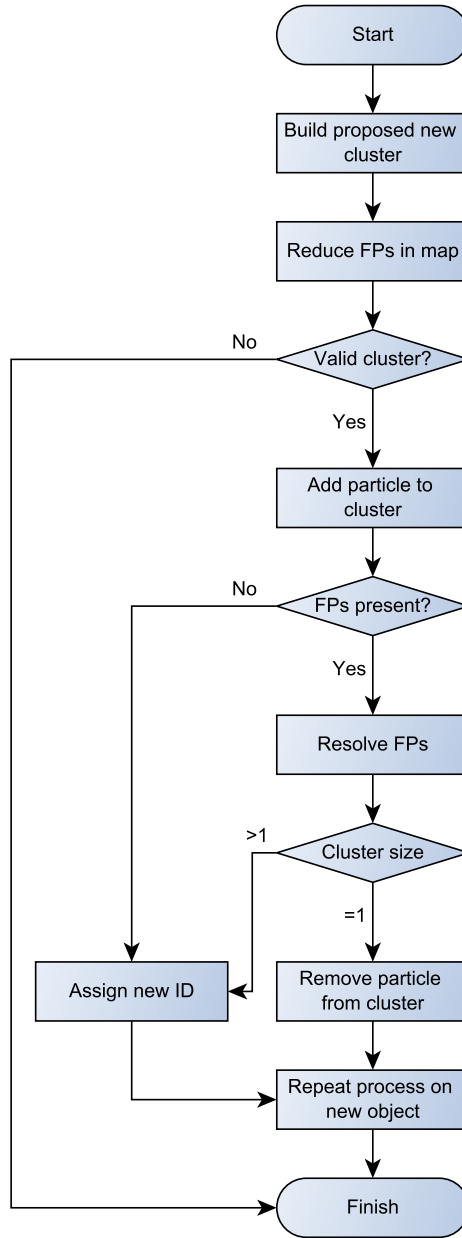 Start
Build proposed new
cluster
Reduce FPs in map
No
Valid cluster?
Yes
Add particle to
cluster
No
FPs present?
Yes
Resolve FPs
>1
Cluster size
=1
Assign new ID
Remove particle
from cluster
Repeat process on
new object
Finish